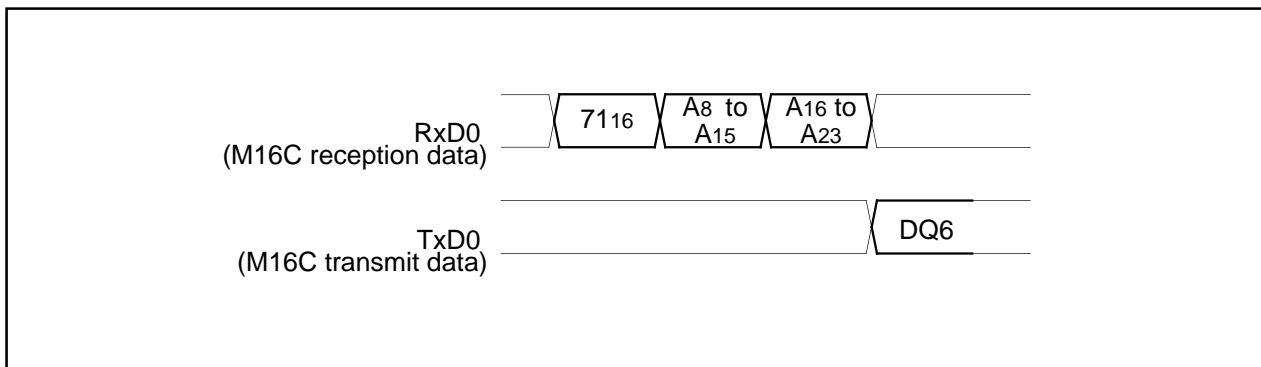 RxD0
(M16C reception data)
7116
A8 to
A15
A16 to
A23
TxD0
(M16C transmit data)
DQ6